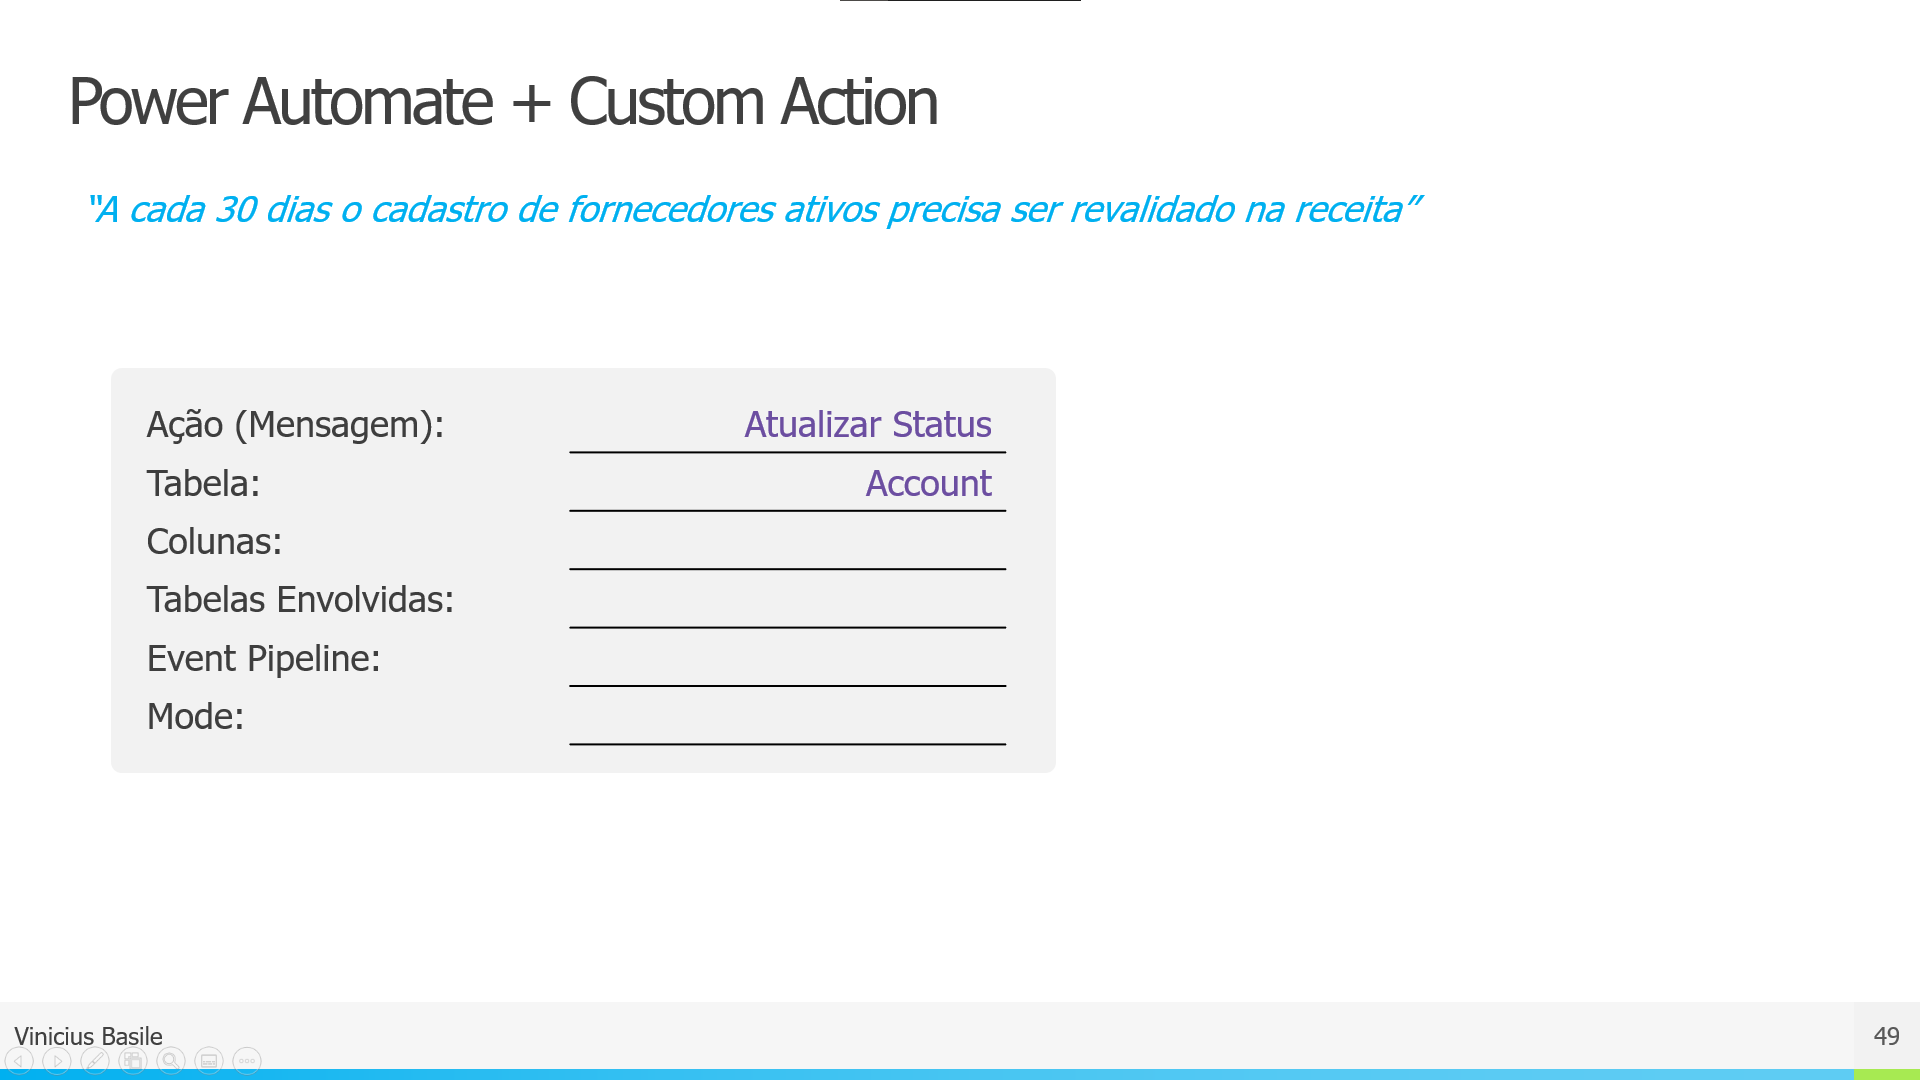 Power Automate + Custom Action
“A cada 30 dias o cadastro de fornecedores ativos precisa ser revalidado na receita”
Ação (Mensagem): Atualizar Status
Tabela: Account
Colunas:
Tabelas Envolvidas:
Event Pipeline:
Mode:
Vinicius Basile
49